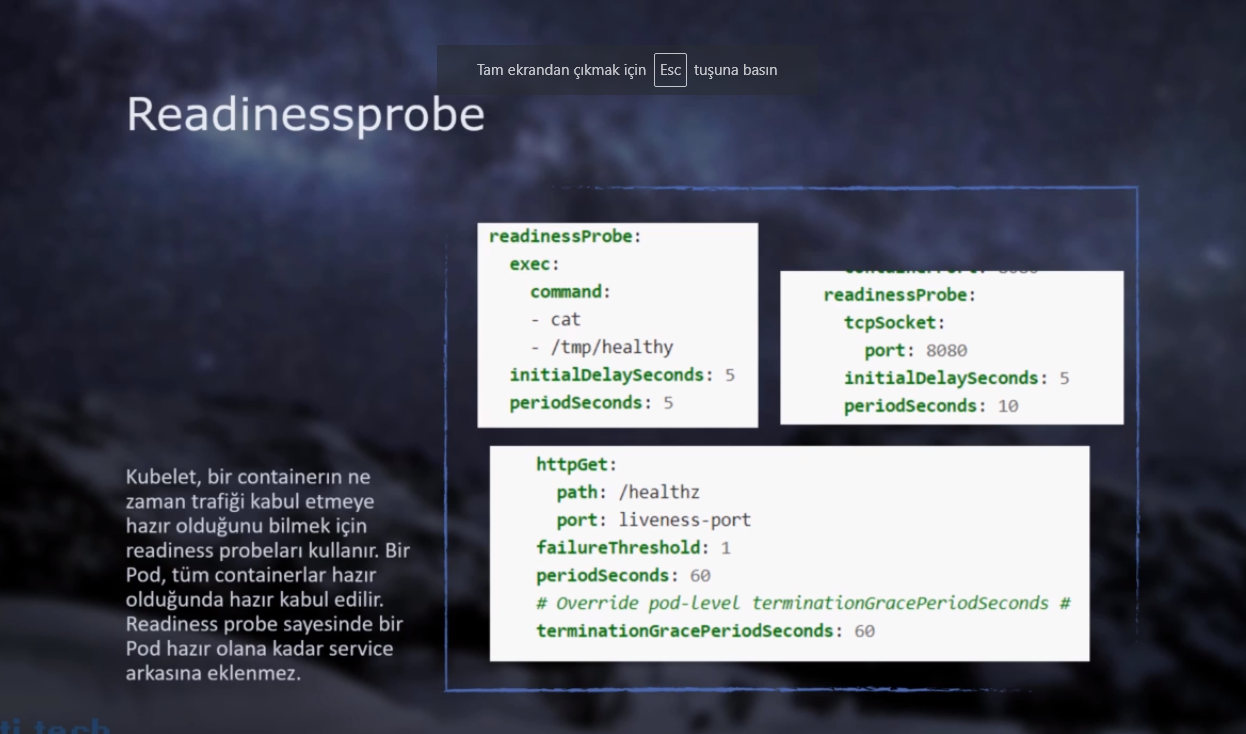 Tam ekrandan çıkmak için Esc tuşuna basın
Readinessprobe
readinessProbe:
exec:
command:
- cat
- /tmp/healthy
initialDelaySeconds: 5
periodSeconds: 5
readinessProbe:
tcpSocket:
port: 8080
initialDelaySeconds: 5
periodSeconds: 10
httpGet:
path: /healthz
port: liveness-port
failureThreshold: 1
periodSeconds: 60
# Override pod-level terminationGracePeriodSeconds #
terminationGracePeriodSeconds: 60
Kubelet, bir containerın ne
zaman trafiği kabul etmeye
hazır olduğunu bilmek için
readiness probeları kullanır. Bir
Pod, tüm containerlar hazır
olduğunda hazır kabul edilir.
Readiness probe sayesinde bir
Pod hazır olana kadar service
arkasına eklenmez.